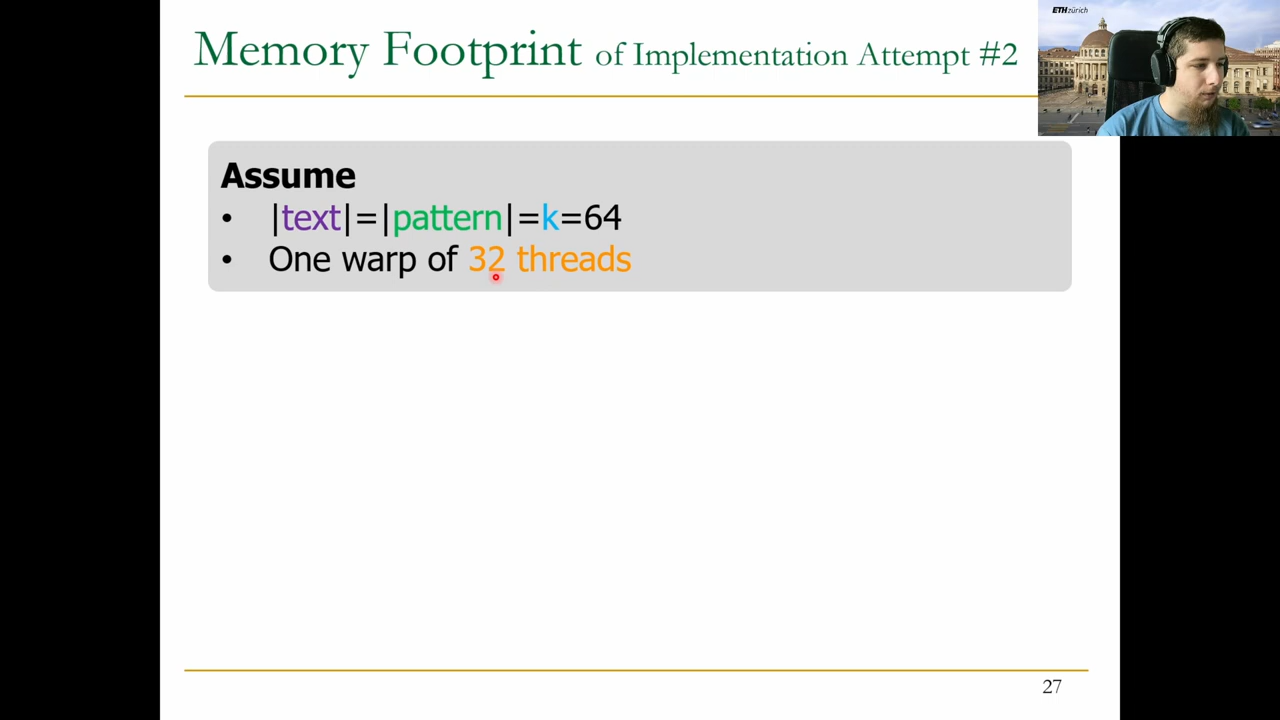 Memory Footprint of Implementation Attempt #2
ETH zürich
Assume
• |text|=|pattern|=k=64
• One warp of 32 threads
27